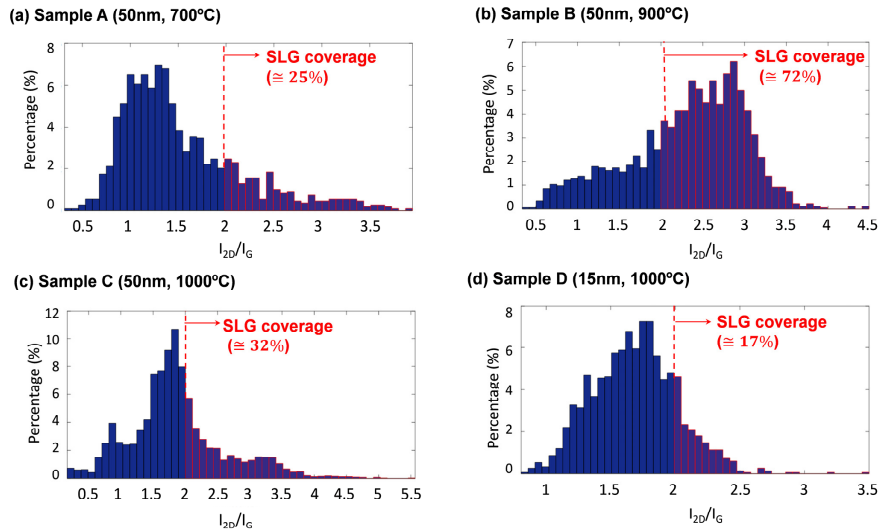 (a) Sample A (50nm, 700ºC)
8
6
4
2
0
Percentage (%)
SLG coverage
(≅ 25%)
0.5 1 1.5 2 2.5 3 3.5
I2D/IG
(b) Sample B (50nm, 900ºC)
7
6
5
4
3
2
1
0
Percentage (%)
SLG coverage
(≅ 72%)
0.5 1 1.5 2 2.5 3 3.5 4 4.5
I2D/IG
(c) Sample C (50nm, 1000ºC)
12
10
8
6
4
2
0
Percentage (%)
SLG coverage
(≅ 32%)
0.5 1 1.5 2 2.5 3 3.5 4 4.5 5 5.5
I2D/IG
(d) Sample D (15nm, 1000ºC)
8
6
4
2
0
Percentage (%)
SLG coverage
(≅ 17%)
1 1.5 2 2.5 3 3.5
I2D/IG